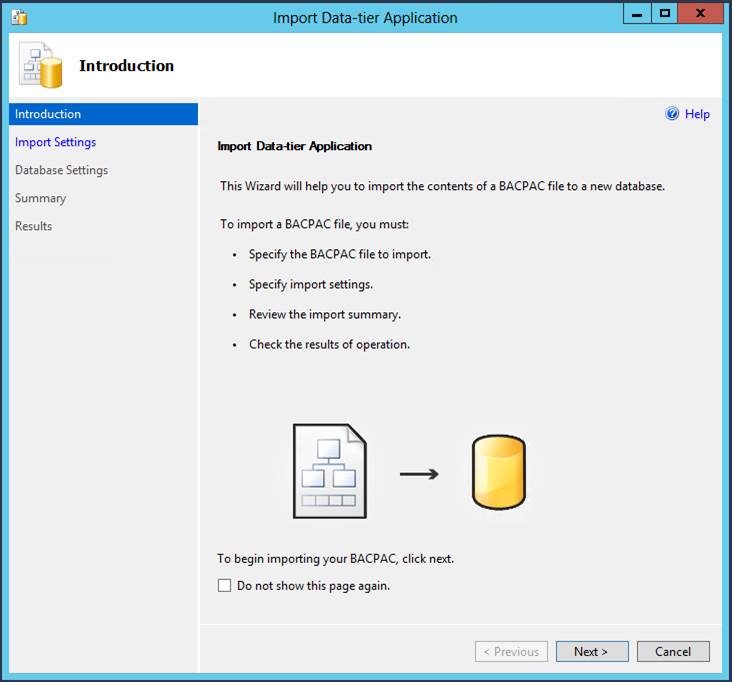 Import Data-tier Application
Introduction
Introduction
Import Settings
Database Settings
Summary
Results
Help
Import Data-tier Application
This Wizard will help you to import the contents of a BACPAC file to a new database.
To import a BACPAC file, you must:
• Specify the BACPAC file to import.
• Specify import settings.
• Review the import summary.
• Check the results of operation.
To begin importing your BACPAC, click next.
Do not show this page again.
< Previous
Next >
Cancel